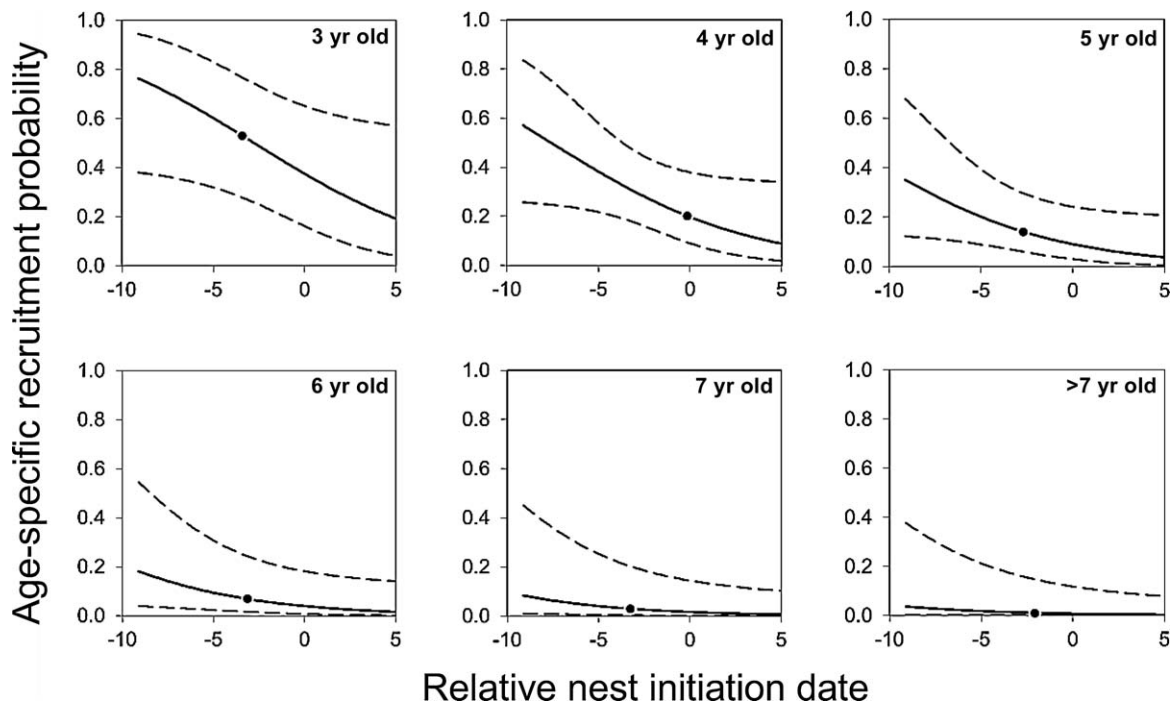 Age-specific recruitment probability
3 yr old
1.0
0.8
0.6
0.4
0.2
0.0
-10 -5 0 5
4 yr old
1.0
0.8
0.6
0.4
0.2
0.0
-10 -5 0 5
5 yr old
1.0
0.8
0.6
0.4
0.2
0.0
-10 -5 0 5
6 yr old
1.0
0.8
0.6
0.4
0.2
0.0
-10 -5 0 5
7 yr old
1.0
0.8
0.6
0.4
0.2
0.0
-10 -5 0 5
>7 yr old
1.0
0.8
0.6
0.4
0.2
0.0
-10 -5 0 5
Relative nest initiation date